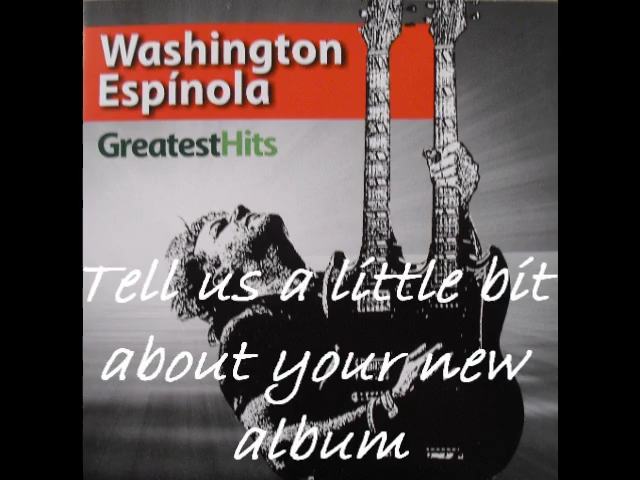 Washington
Espínola
GreatestHits
Tell us a little bit
about your new
album